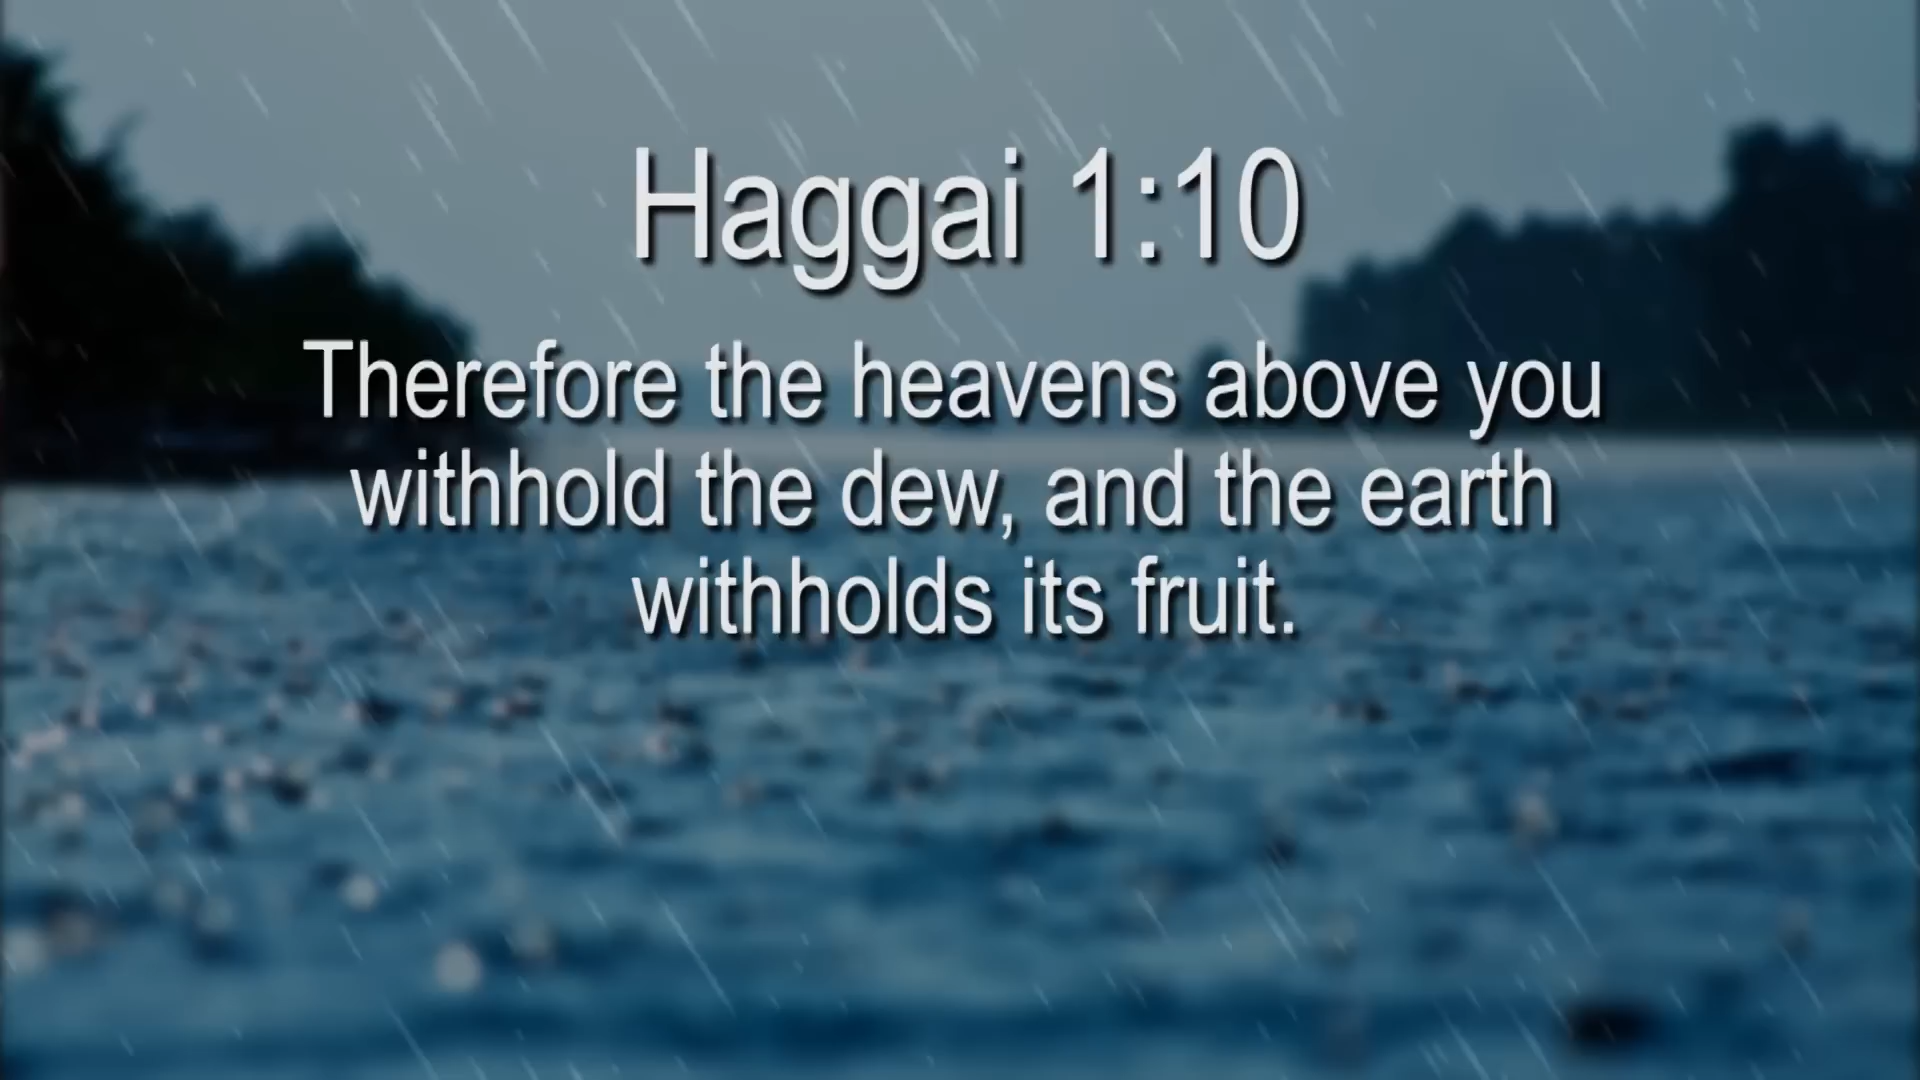 Haggai 1:10
Therefore the heavens above you
withhold the dew, and the earth
withholds its fruit.